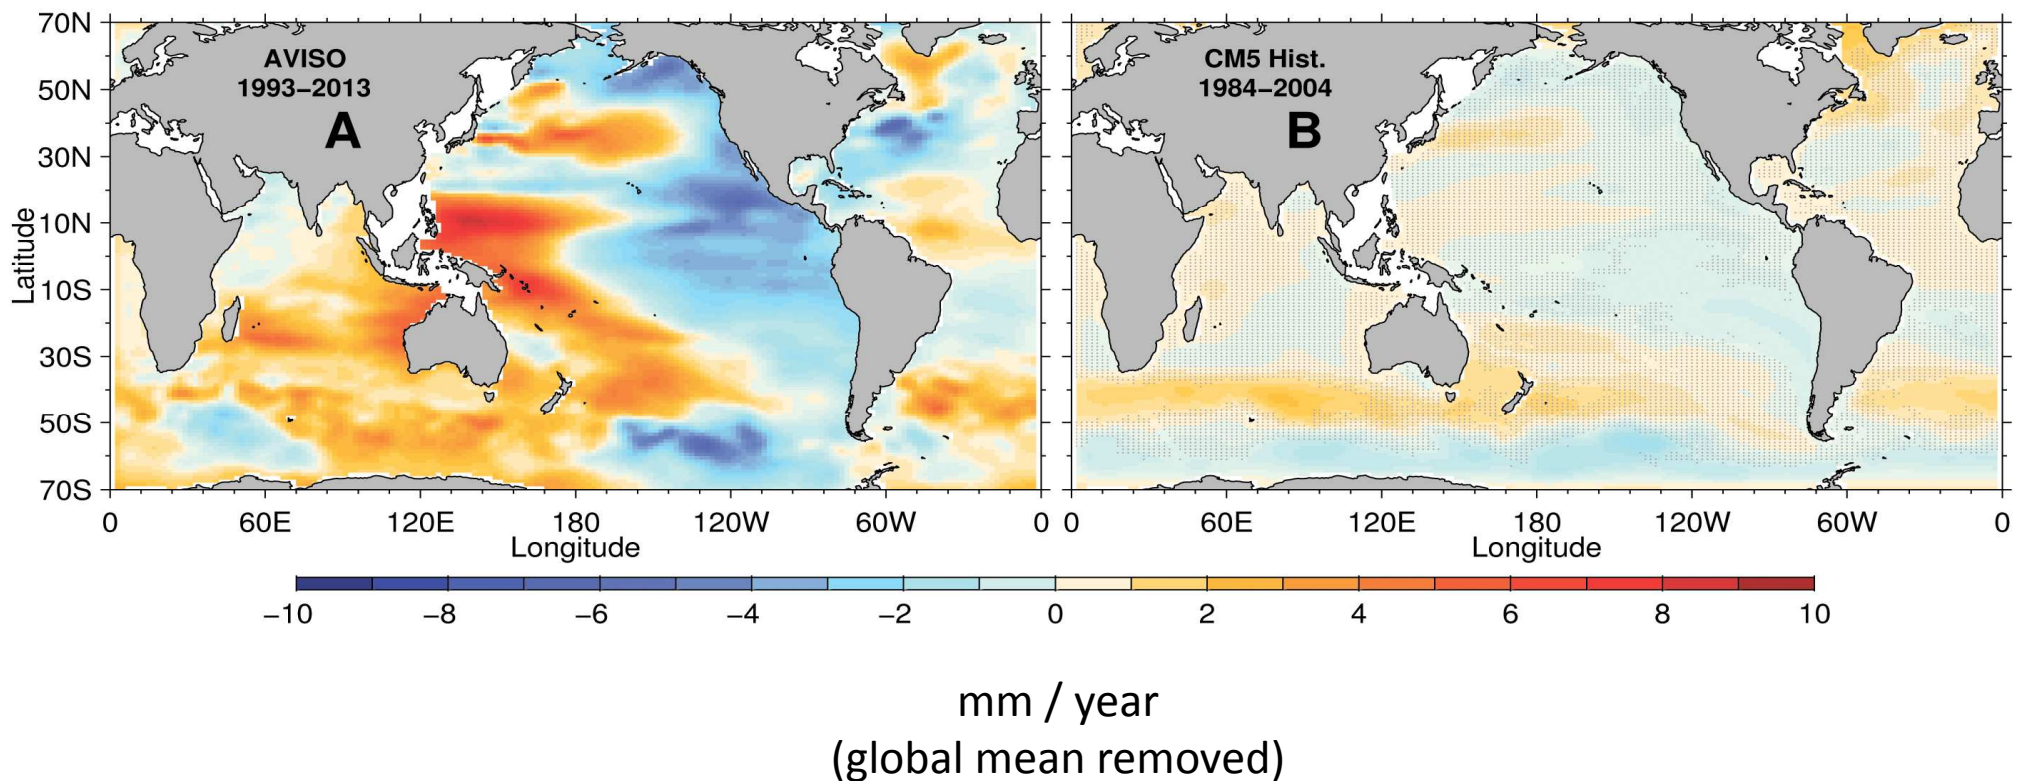 70N
50N
30N
10N
10S
30S
50S
70S
Latitude
AVISO
1993−2013
A
0 60E 120E 180 120W 60W 0
Longitude
CM5 Hist.
1984−2004
B
0 60E 120E 180 120W 60W 0
Longitude
−10 −8 −6 −4 −2 0 2 4 6 8 10
mm / year
(global mean removed)